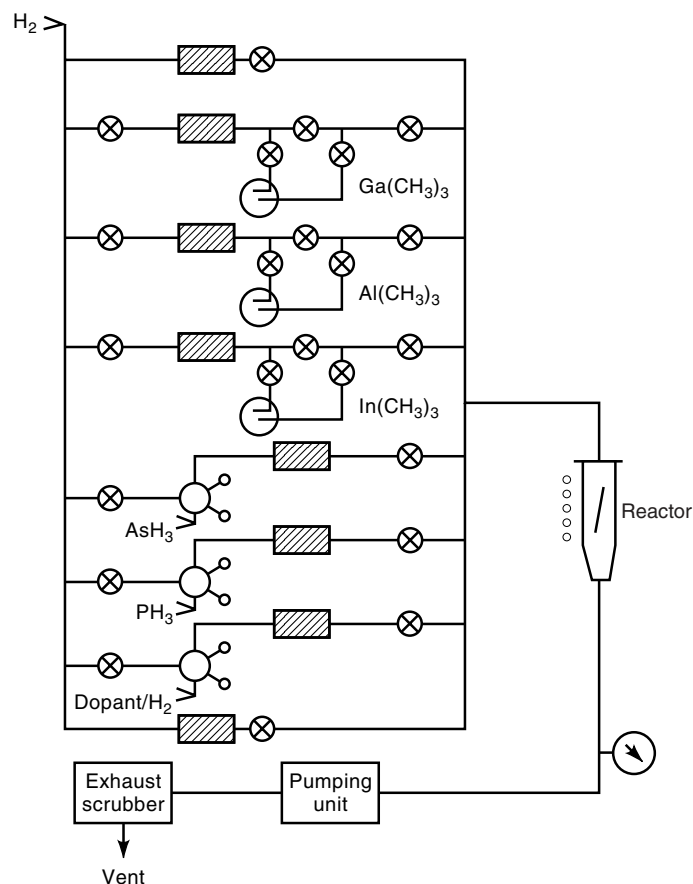 H₂
Ga(CH₃)₃
Al(CH₃)₃
In(CH₃)₃
AsH₃
Reactor
PH₃
Dopant/H₂
Exhaust
scrubber
Pumping
unit
Vent